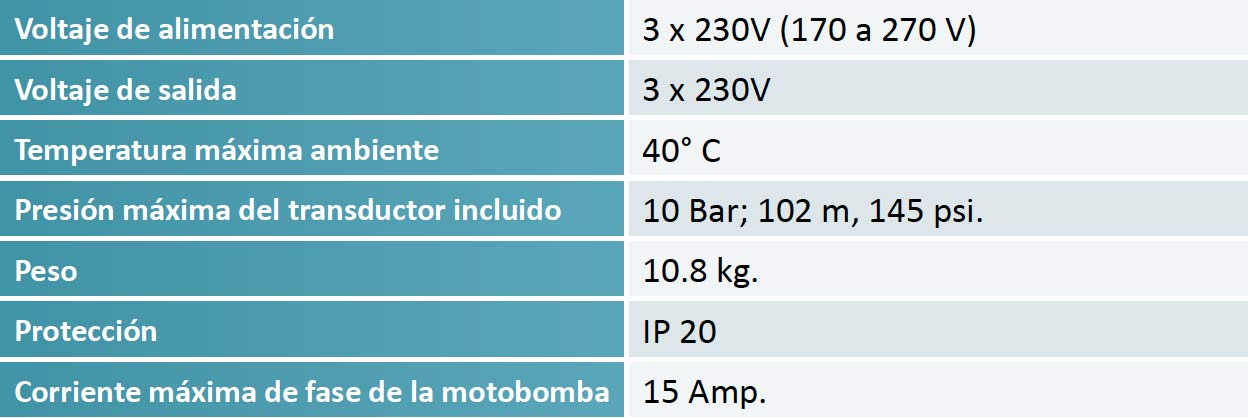 Voltaje de alimentación 3 x 230V (170 a 270 V)
Voltaje de salida 3 x 230V
Temperatura máxima ambiente 40° C
Presión máxima del transductor incluido 10 Bar; 102 m, 145 psi.
Peso 10.8 kg.
Protección IP 20
Corriente máxima de fase de la motobomba 15 Amp.